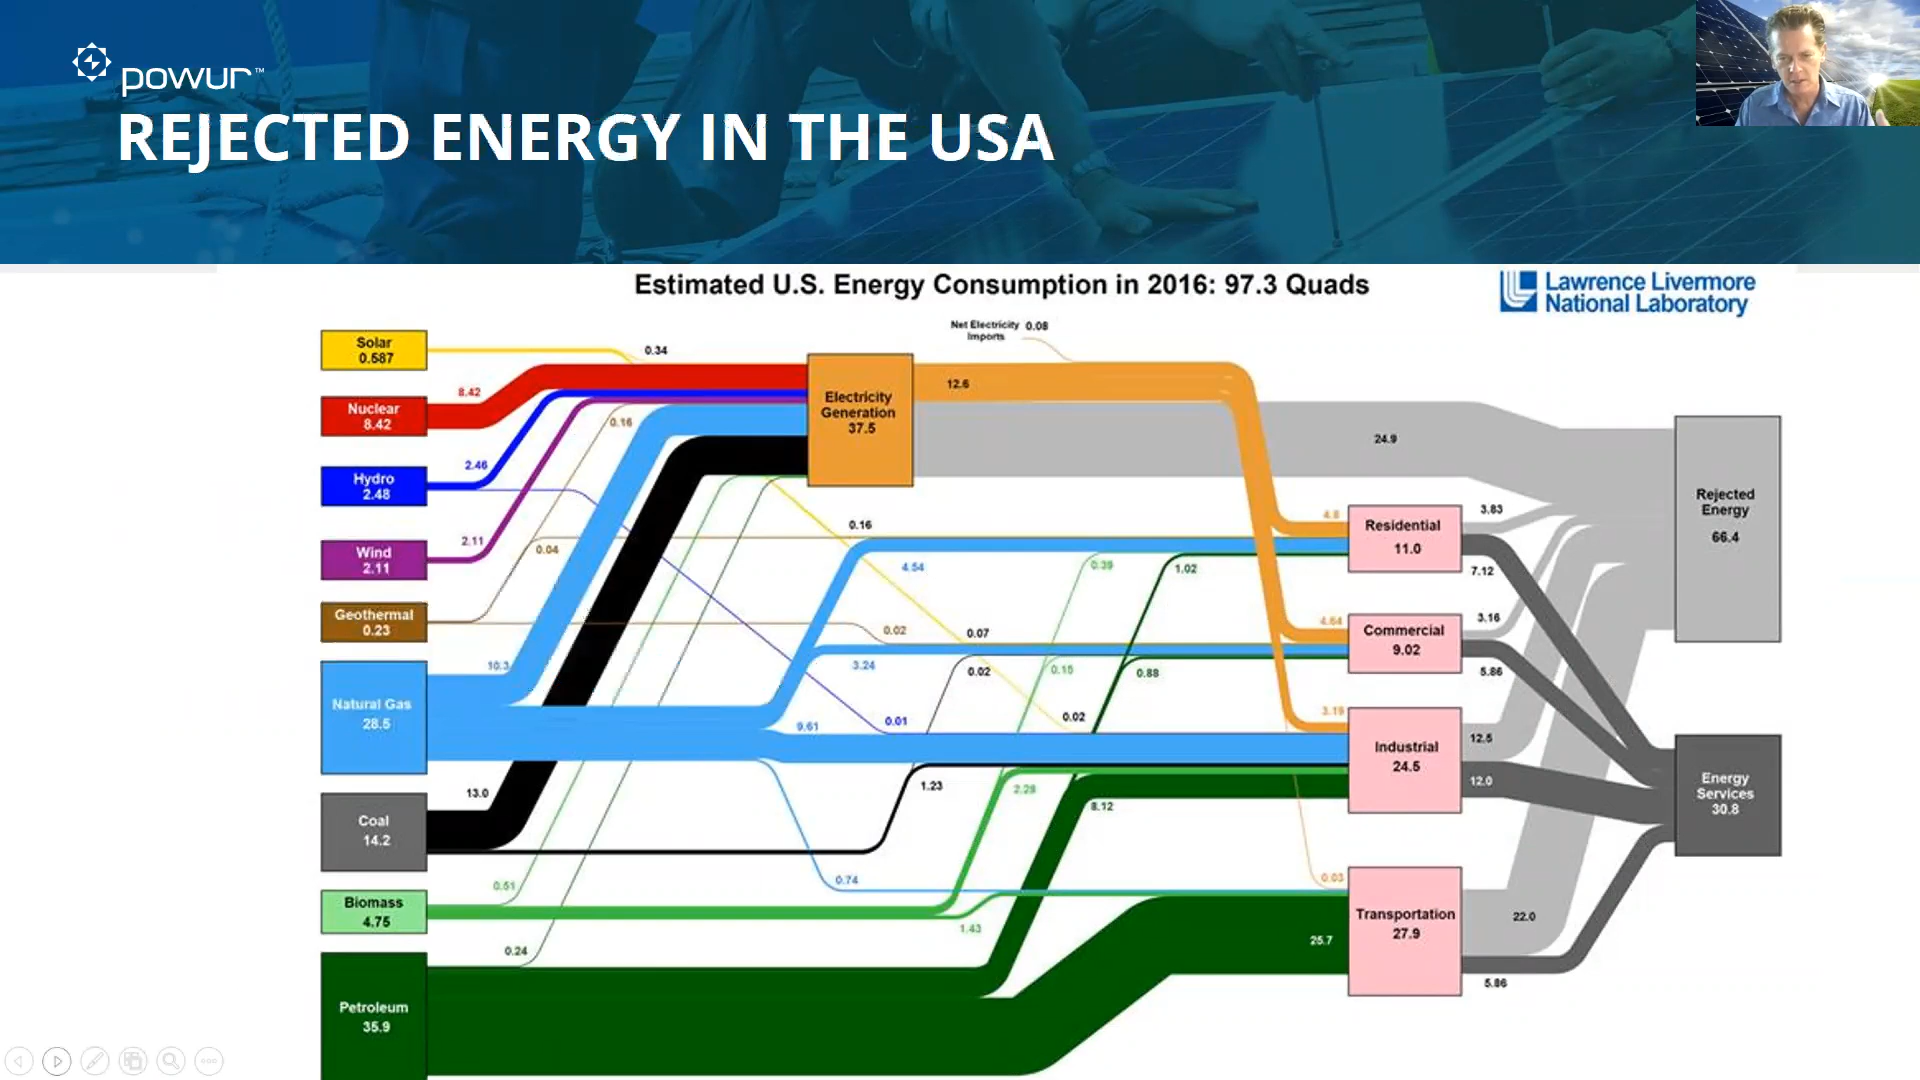 powur™
REJECTED ENERGY IN THE USA
Estimated U.S. Energy Consumption in 2016: 97.3 Quads
Lawrence Livermore
National Laboratory
Net Electricity
Imports
0.08
Solar
0.587
0.34
Nuclear
8.42
8.42
Electricity
Generation
37.5
12.6
24.9
0.16
Hydro
2.48
2.46
Wind
2.11
2.11
0.04
0.16
4.54
0.39
1.02
4.8
Residential
11.0
3.83
7.12
Rejected
Energy
66.4
Geothermal
0.23
0.02
0.07
4.64
Commercial
9.02
3.16
5.86
10.3
3.24
0.02
0.15
0.88
Natural Gas
28.5
9.61
0.01
0.02
3.19
Industrial
24.5
12.5
12.0
Energy
Services
30.8
13.0
1.23
2.28
8.12
Coal
14.2
0.51
0.74
0.03
Biomass
4.75
1.43
0.24
25.7
Transportation
27.9
22.0
5.86
Petroleum
35.9